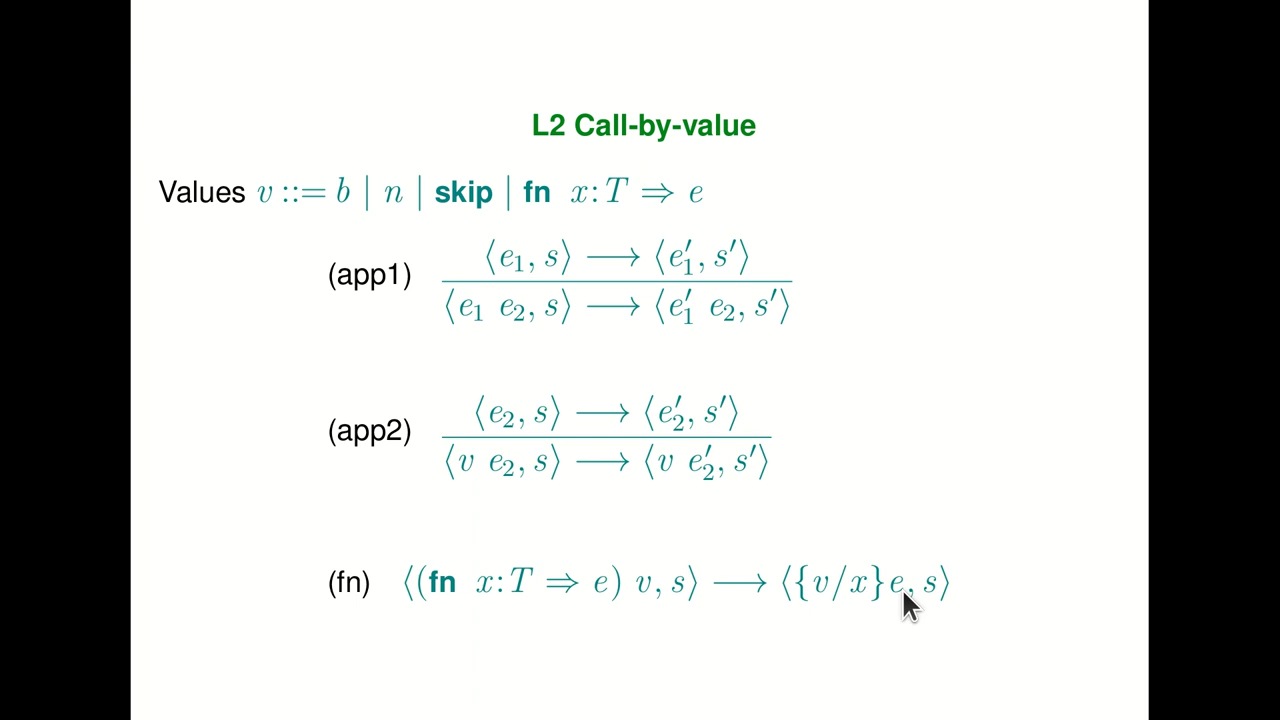 L2 Call-by-value
Values v ::= b | n | skip | fn x:T ⇒ e
(app1) ⟨e₁, s⟩ ⟶ ⟨e₁′, s′⟩
⟨e₁ e₂, s⟩ ⟶ ⟨e₁′ e₂, s′⟩
(app2) ⟨e₂, s⟩ ⟶ ⟨e₂′, s′⟩
⟨v e₂, s⟩ ⟶ ⟨v e₂′, s′⟩
(fn) ⟨(fn x:T ⇒ e) v, s⟩ ⟶ ⟨{v/x}e, s⟩